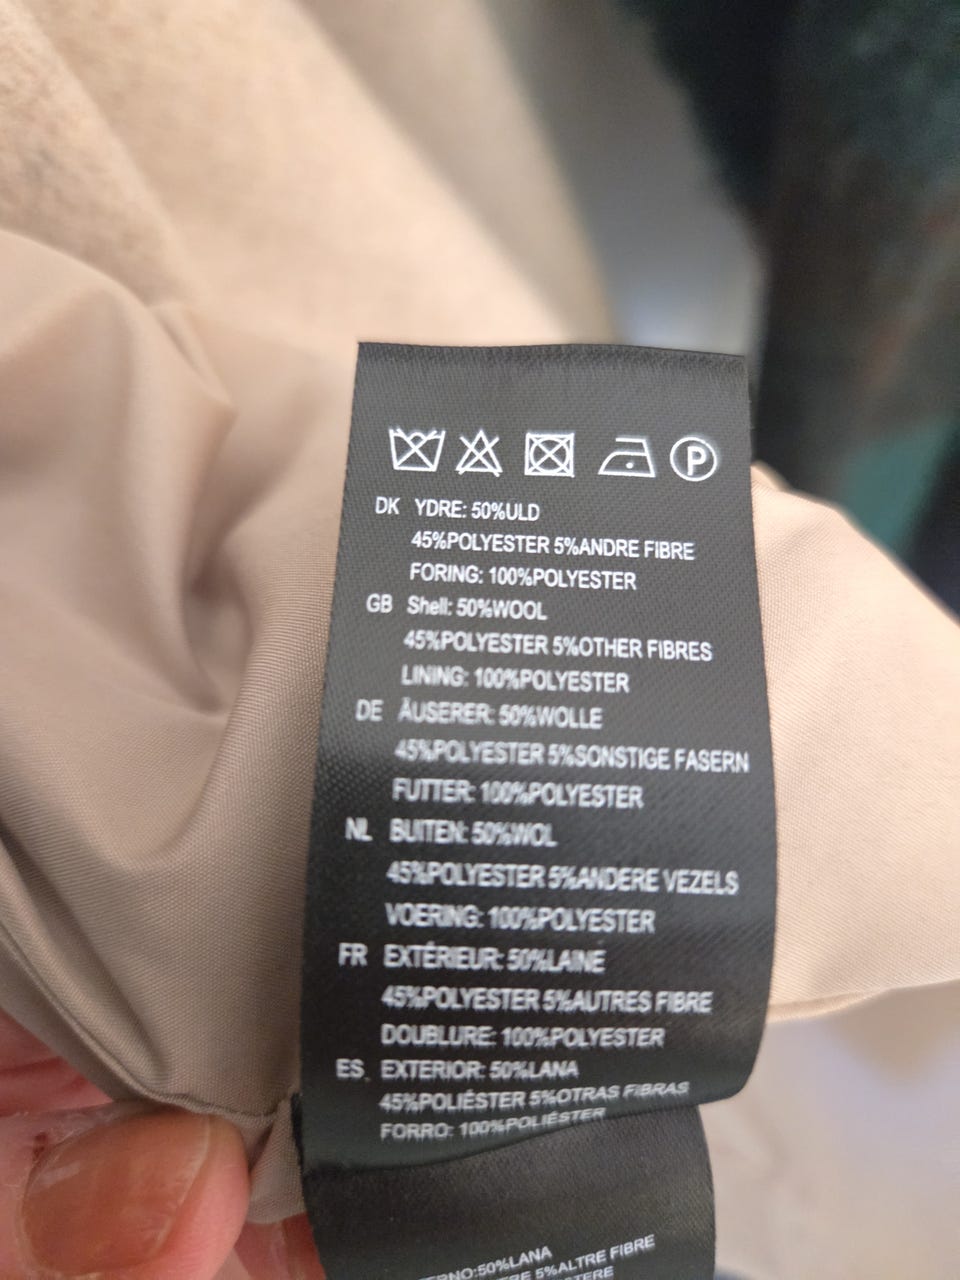 P
DK YDRE: 50%ULD
45%POLYESTER 5%ANDRE FIBRE
FORING: 100%POLYESTER
GB Shell: 50%WOOL
45%POLYESTER 5%OTHER FIBRES
LINING: 100%POLYESTER
DE ÄUSERER: 50%WOLLE
45%POLYESTER 5%SONSTIGE FASERN
FUTTER: 100%POLYESTER
NL BUITEN: 50%WOL
45%POLYESTER 5%ANDERE VEZELS
VOERING: 100%POLYESTER
FR EXTÉRIEUR: 50%LAINE
45%POLYESTER 5%AUTRES FIBRE
DOUBLURE: 100%POLYESTER
ES EXTERIOR: 50%LANA
45%POLIÉSTER 5%OTRAS FIBRAS
FORRO: 100%POLIÉSTER
50%LANA
5%ALTRE FIBRE